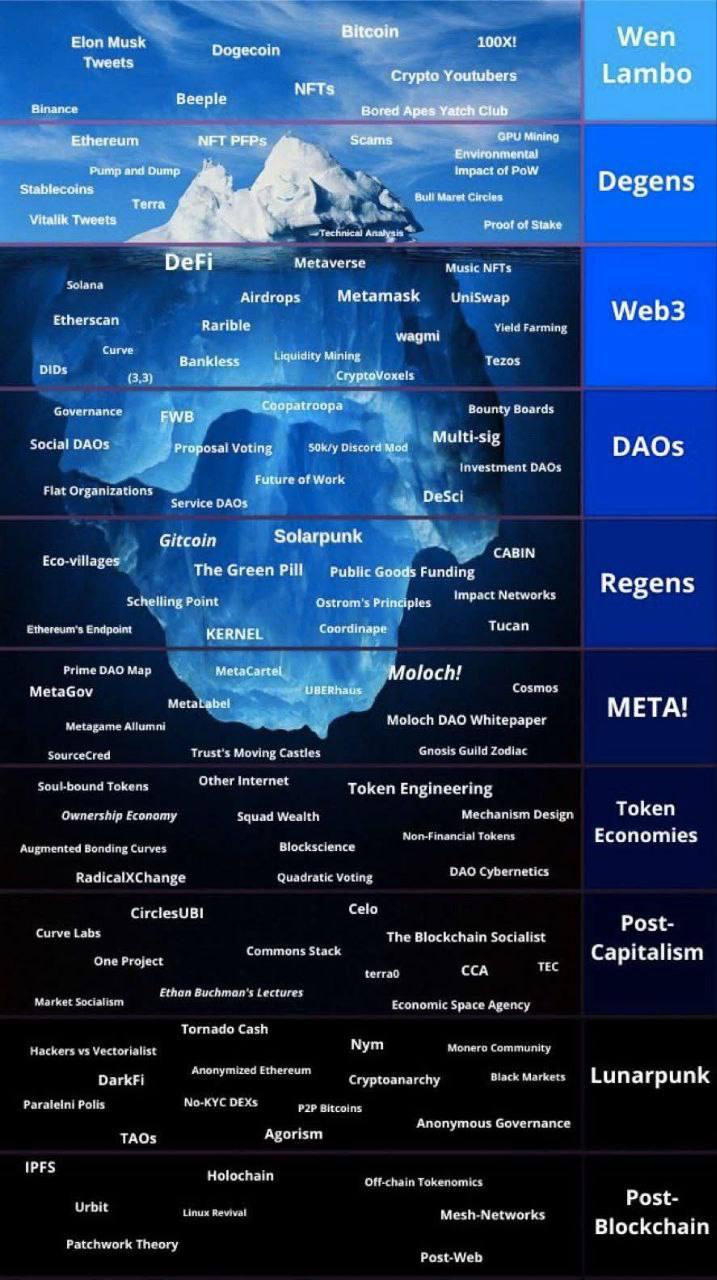 Bitcoin
Elon Musk
Tweets
Dogecoin
100X!
Crypto Youtubers
NFTs
Beeple
Binance
Bored Apes Yatch Club
Wen
Lambo
Ethereum
NFT PFPs
Scams
GPU Mining
Environmental
Impact of PoW
Pump and Dump
Stablecoins
Terra
Bull Maret Circles
Vitalik Tweets
Proof of Stake
Technical Analysis
Degens
DeFi
Metaverse
Music NFTs
Solana
Airdrops
Metamask
UniSwap
Etherscan
Rarible
wagmi
Yield Farming
Curve
Bankless
Liquidity Mining
Tezos
DIDs
(3,3)
CryptoVoxels
Web3
Governance
FWB
Coopatroopa
Bounty Boards
Social DAOs
Proposal Voting
50k/y Discord Mod
Multi-sig
Investment DAOs
Future of Work
Flat Organizations
Service DAOs
DeSci
DAOs
Gitcoin
Solarpunk
CABIN
Eco-villages
The Green Pill
Public Goods Funding
Schelling Point
Ostrom's Principles
Impact Networks
Ethereum's Endpoint
KERNEL
Coordinape
Tucan
Regens
Prime DAO Map
MetaCartel
Moloch!
MetaGov
UBERhaus
Cosmos
MetaLabel
Moloch DAO Whitepaper
Metagame Allumni
SourceCred
Trust's Moving Castles
Gnosis Guild Zodiac
META!
Soul-bound Tokens
Other Internet
Token Engineering
Ownership Economy
Squad Wealth
Mechanism Design
Non-Financial Tokens
Augmented Bonding Curves
Blockscience
RadicalXChange
Quadratic Voting
DAO Cybernetics
Token
Economies
CirclesUBI
Celo
Curve Labs
The Blockchain Socialist
Commons Stack
One Project
terra0
CCA
TEC
Ethan Buchman's Lectures
Market Socialism
Economic Space Agency
Post-
Capitalism
Tornado Cash
Hackers vs Vectorialist
Nym
Monero Community
Anonymized Ethereum
DarkFi
Cryptoanarchy
Black Markets
Paralelni Polis
No-KYC DEXs
P2P Bitcoins
Anonymous Governance
TAOs
Agorism
Lunarpunk
IPFS
Holochain
Off-chain Tokenomics
Urbit
Linux Revival
Mesh-Networks
Patchwork Theory
Post-Web
Post-
Blockchain